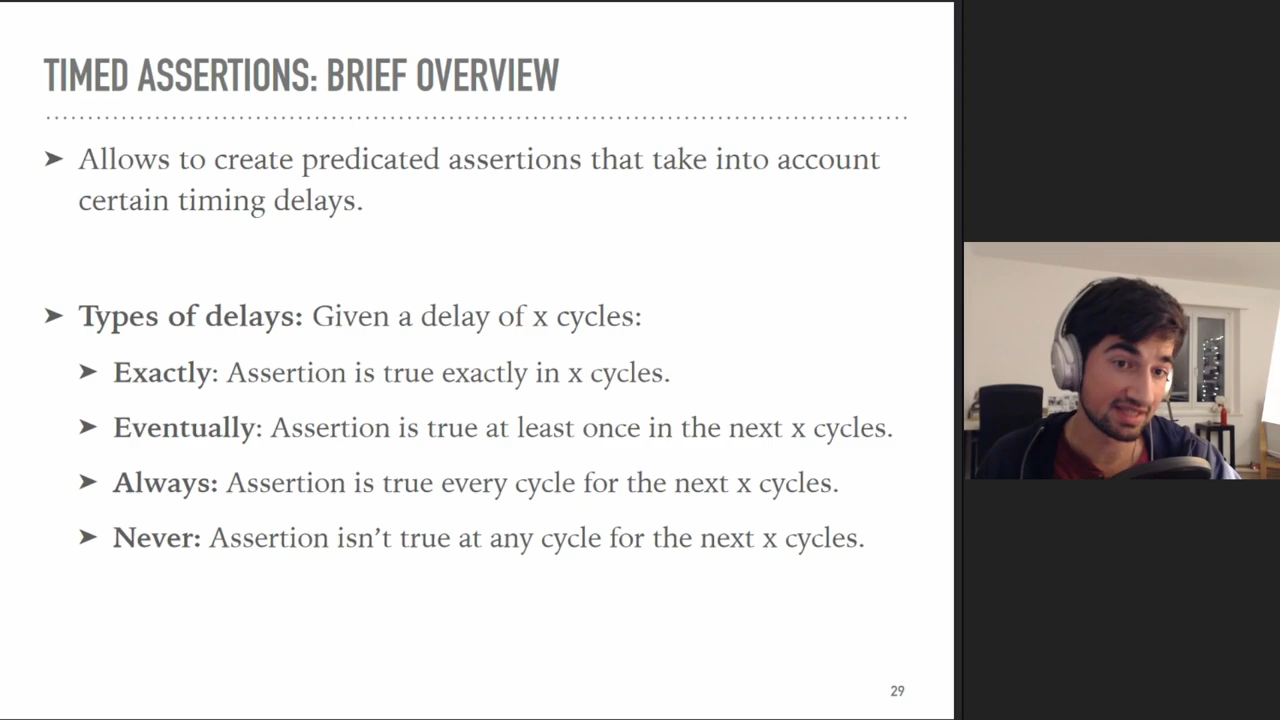 TIMED ASSERTIONS: BRIEF OVERVIEW
➤ Allows to create predicated assertions that take into account
certain timing delays.
➤ Types of delays: Given a delay of x cycles:
➤ Exactly: Assertion is true exactly in x cycles.
➤ Eventually: Assertion is true at least once in the next x cycles.
➤ Always: Assertion is true every cycle for the next x cycles.
➤ Never: Assertion isn’t true at any cycle for the next x cycles.
29